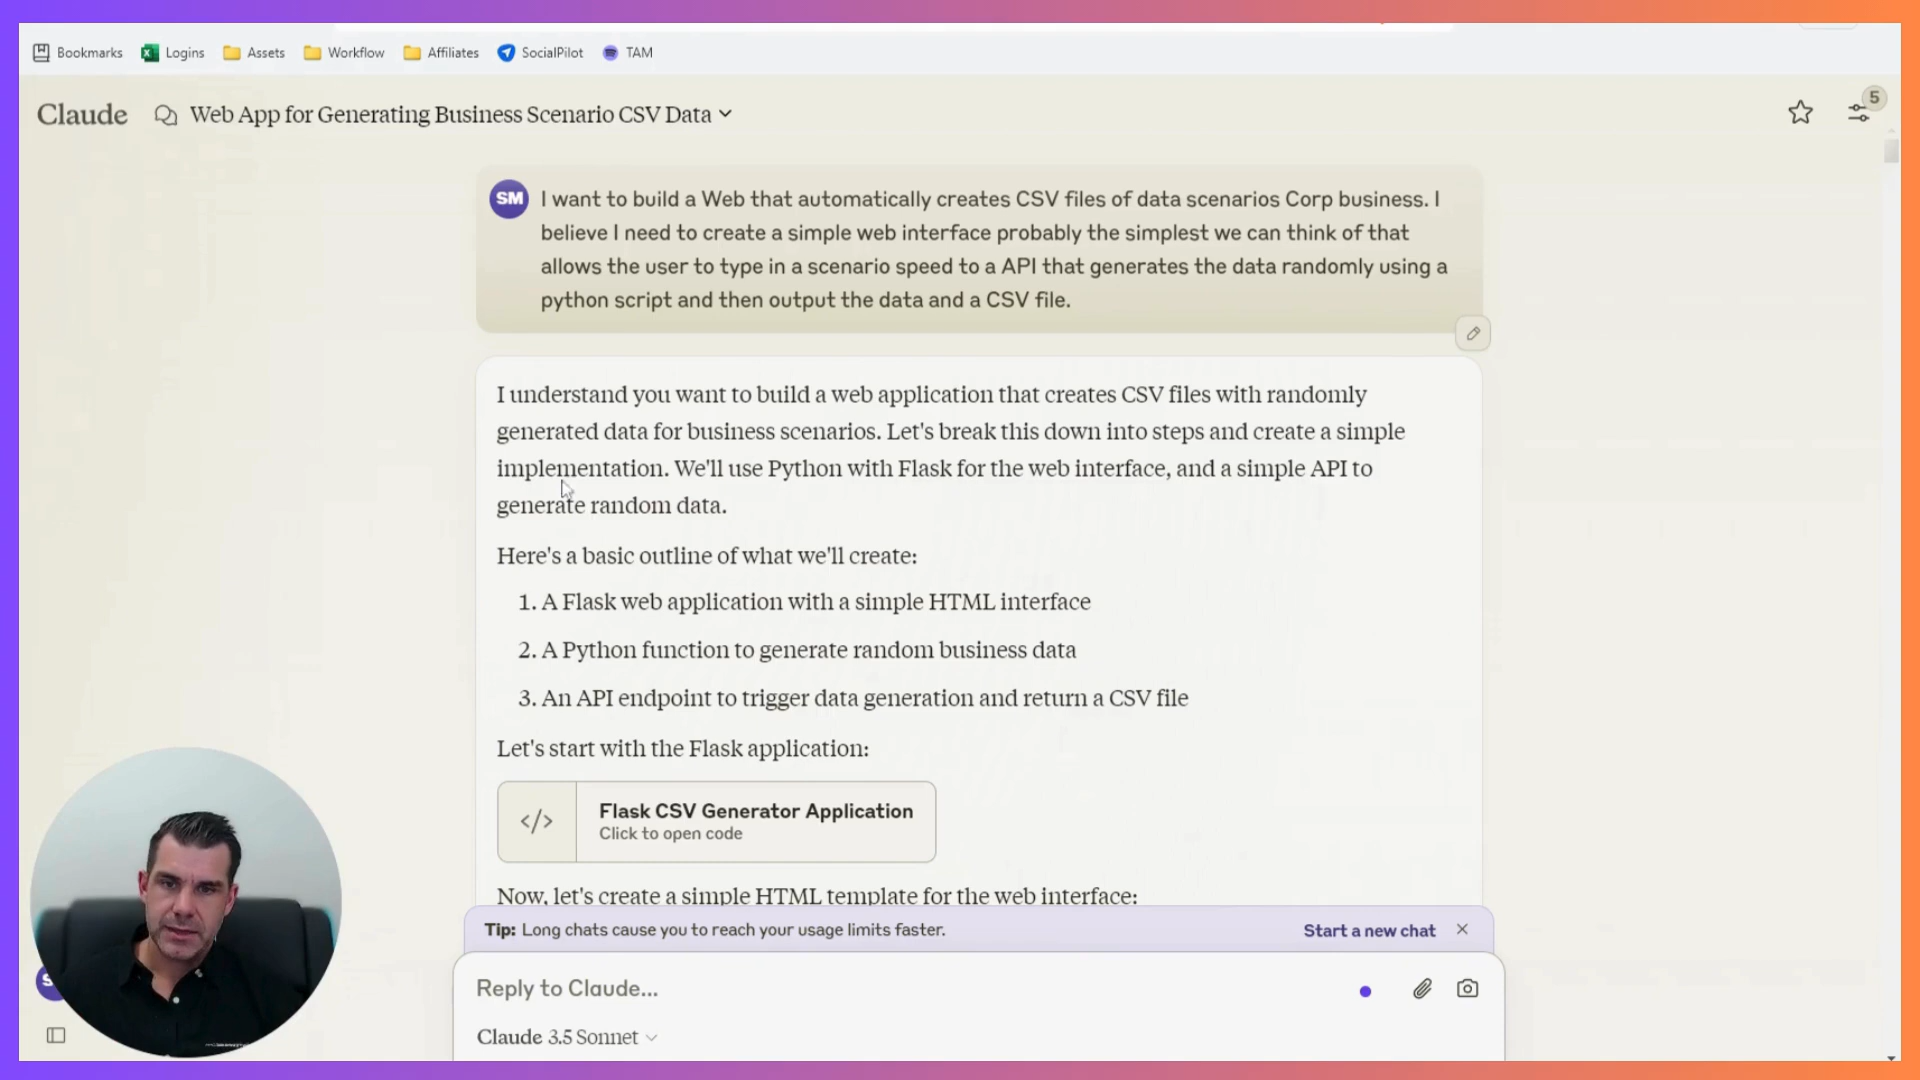 Bookmarks Logins Assets Workflow Affiliates SocialPilot TAM
Claude Web App for Generating Business Scenario CSV Data
5
SM
I want to build a Web that automatically creates CSV files of data scenarios Corp business. I
believe I need to create a simple web interface probably the simplest we can think of that
allows the user to type in a scenario speed to a API that generates the data randomly using a
python script and then output the data and a CSV file.
I understand you want to build a web application that creates CSV files with randomly
generated data for business scenarios. Let's break this down into steps and create a simple
implementation. We'll use Python with Flask for the web interface, and a simple API to
generate random data.
Here's a basic outline of what we'll create:
1. A Flask web application with a simple HTML interface
2. A Python function to generate random business data
3. An API endpoint to trigger data generation and return a CSV file
Let's start with the Flask application:
</> Flask CSV Generator Application
Click to open code
Now, let's create a simple HTML template for the web interface:
Tip: Long chats cause you to reach your usage limits faster. Start a new chat
Reply to Claude...
Claude 3.5 Sonnet